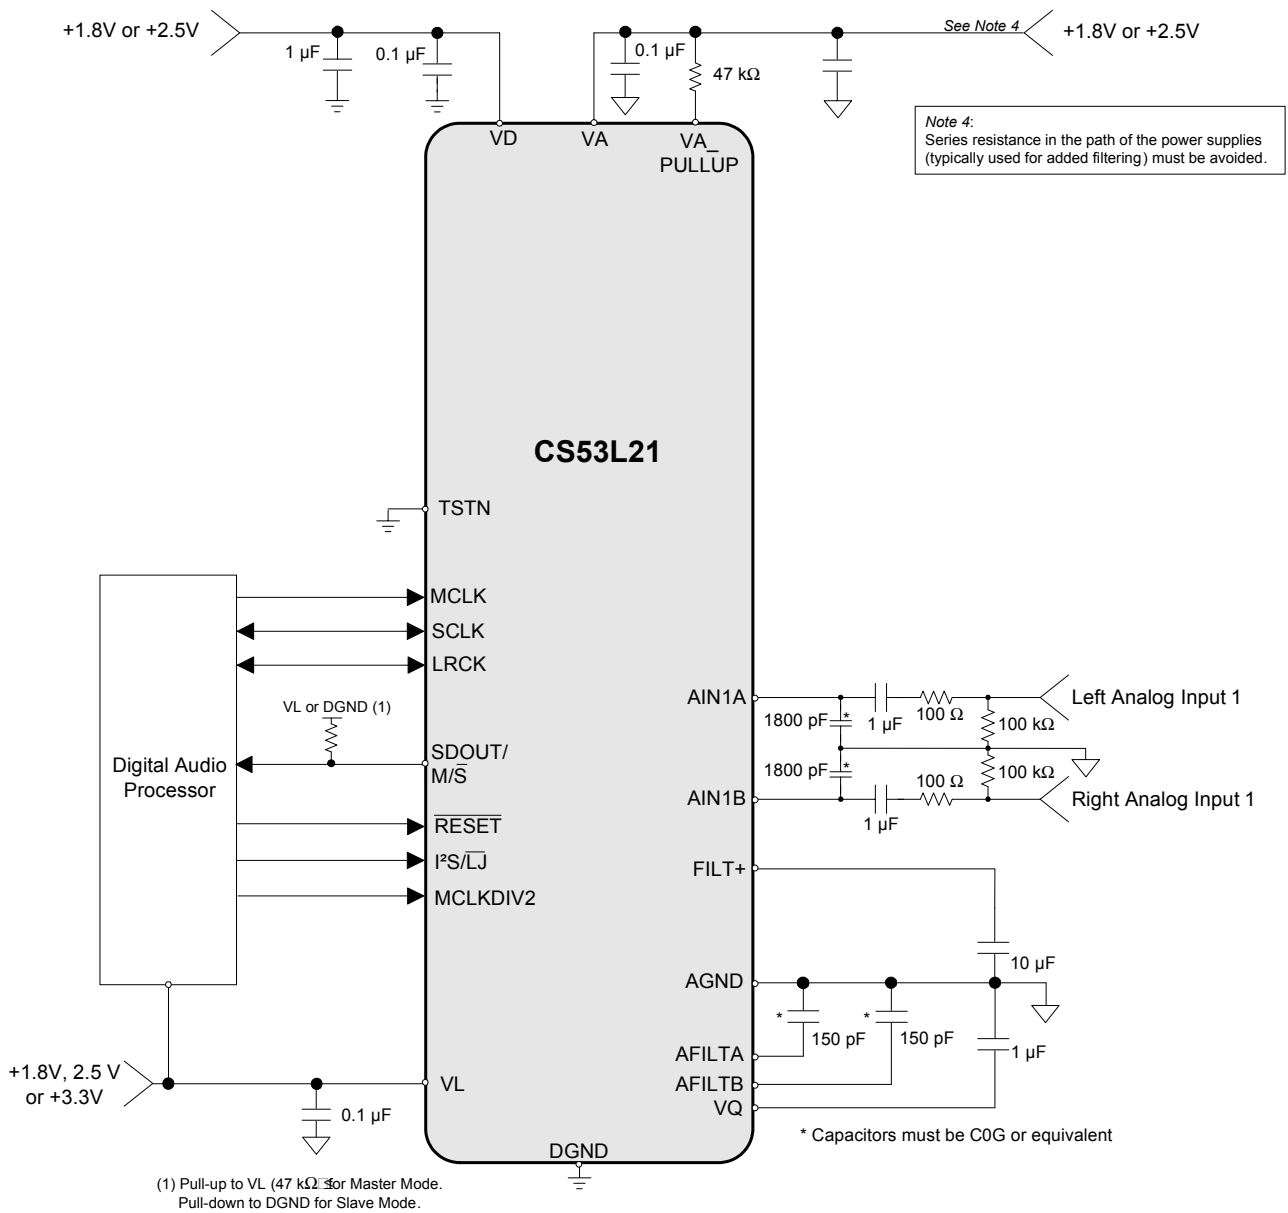 +1.8V or +2.5V
1 µF
0.1 µF
0.1 µF
47 kΩ
See Note 4
+1.8V or +2.5V
Note 4:
Series resistance in the path of the power supplies
(typically used for added filtering) must be avoided.
VD
VA
VA_
PULLUP
CS53L21
TSTN
MCLK
SCLK
LRCK
VL or DGND (1)
SDOUT/
M/S̅
Digital Audio
Processor
R̅E̅S̅E̅T̅
I²S/L̅J̅
MCLKDIV2
AIN1A
1800 pF
*
1 µF
100 Ω
100 kΩ
Left Analog Input 1
1800 pF
*
100 Ω
100 kΩ
AIN1B
1 µF
Right Analog Input 1
FILT+
10 µF
AGND
*
150 pF
*
150 pF
1 µF
AFILTA
AFILTB
VQ
* Capacitors must be C0G or equivalent
+1.8V, 2.5 V
or +3.3V
VL
0.1 µF
DGND
(1) Pull-up to VL (47 kΩ for Master Mode.
Pull-down to DGND for Slave Mode.